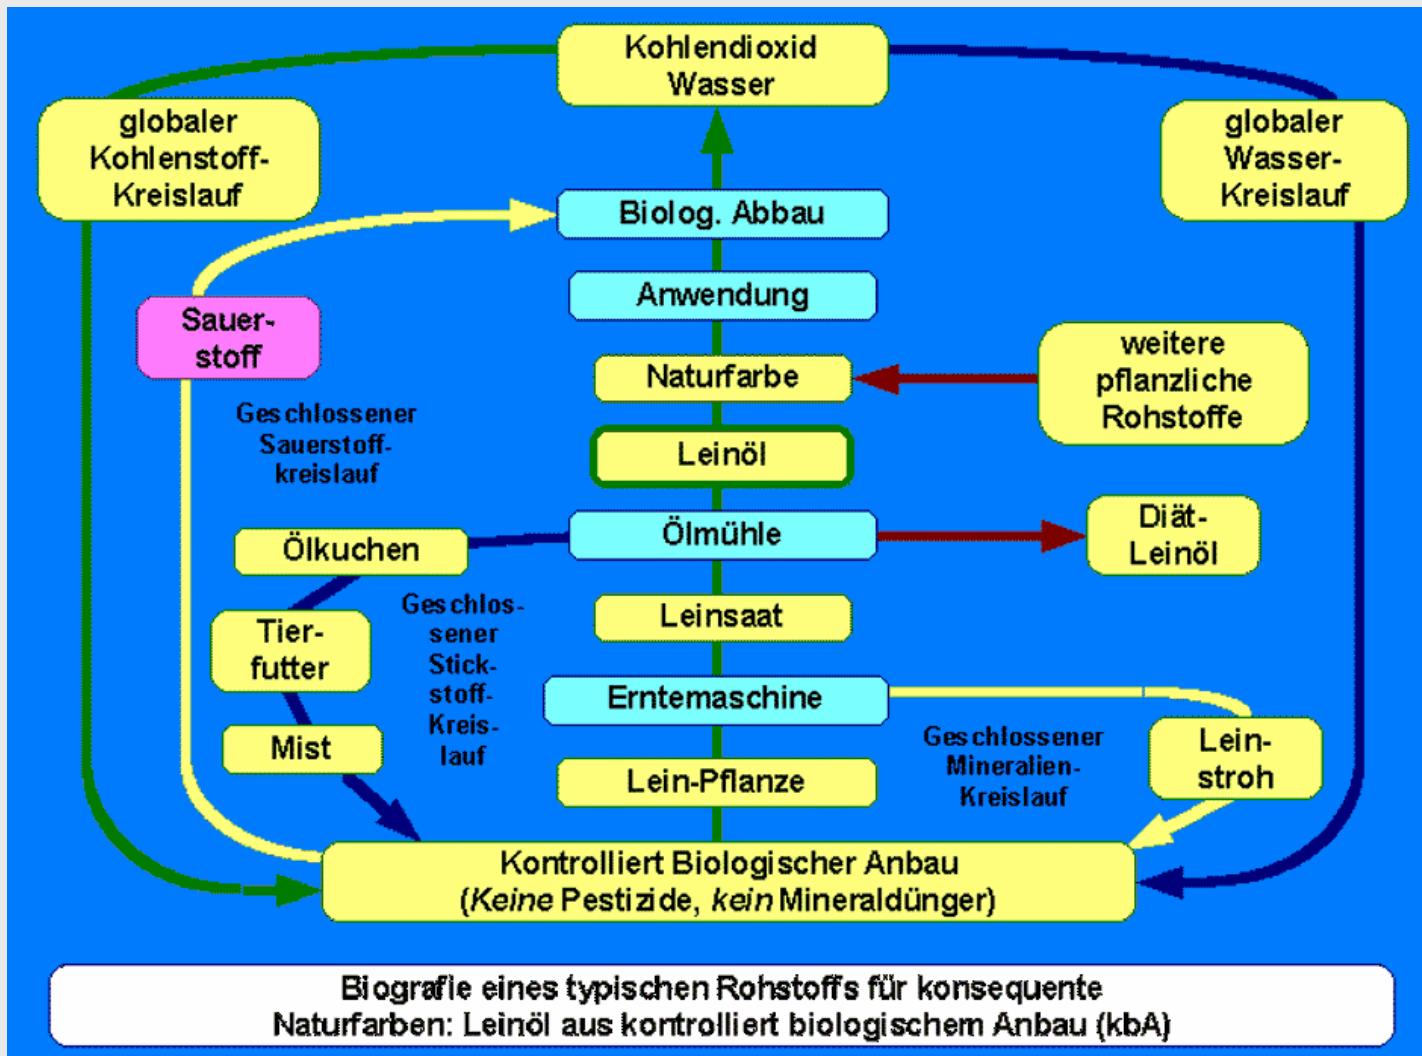 Kohlendioxid
Wasser
globaler
Kohlenstoff-
Kreislauf
globaler
Wasser-
Kreislauf
Biolog. Abbau
Anwendung
Sauer-
stoff
Naturfarbe
weitere
pflanzliche
Rohstoffe
Geschlossener
Sauerstoff-
kreislauf
Leinöl
Ölmühle
Diät-
Leinöl
Ölkuchen
Geschlos-
sener
Stick-
stoff-
Kreis-
lauf
Leinsaat
Tier-
futter
Erntemaschine
Mist
Geschlossener
Mineralien-
Kreislauf
Lein-
stroh
Lein-Pflanze
Kontrolliert Biologischer Anbau
(Keine Pestizide, kein Mineraldünger)
Biografie eines typischen Rohstoffs für konsequente
Naturfarben: Leinöl aus kontrolliert biologischem Anbau (kbA)